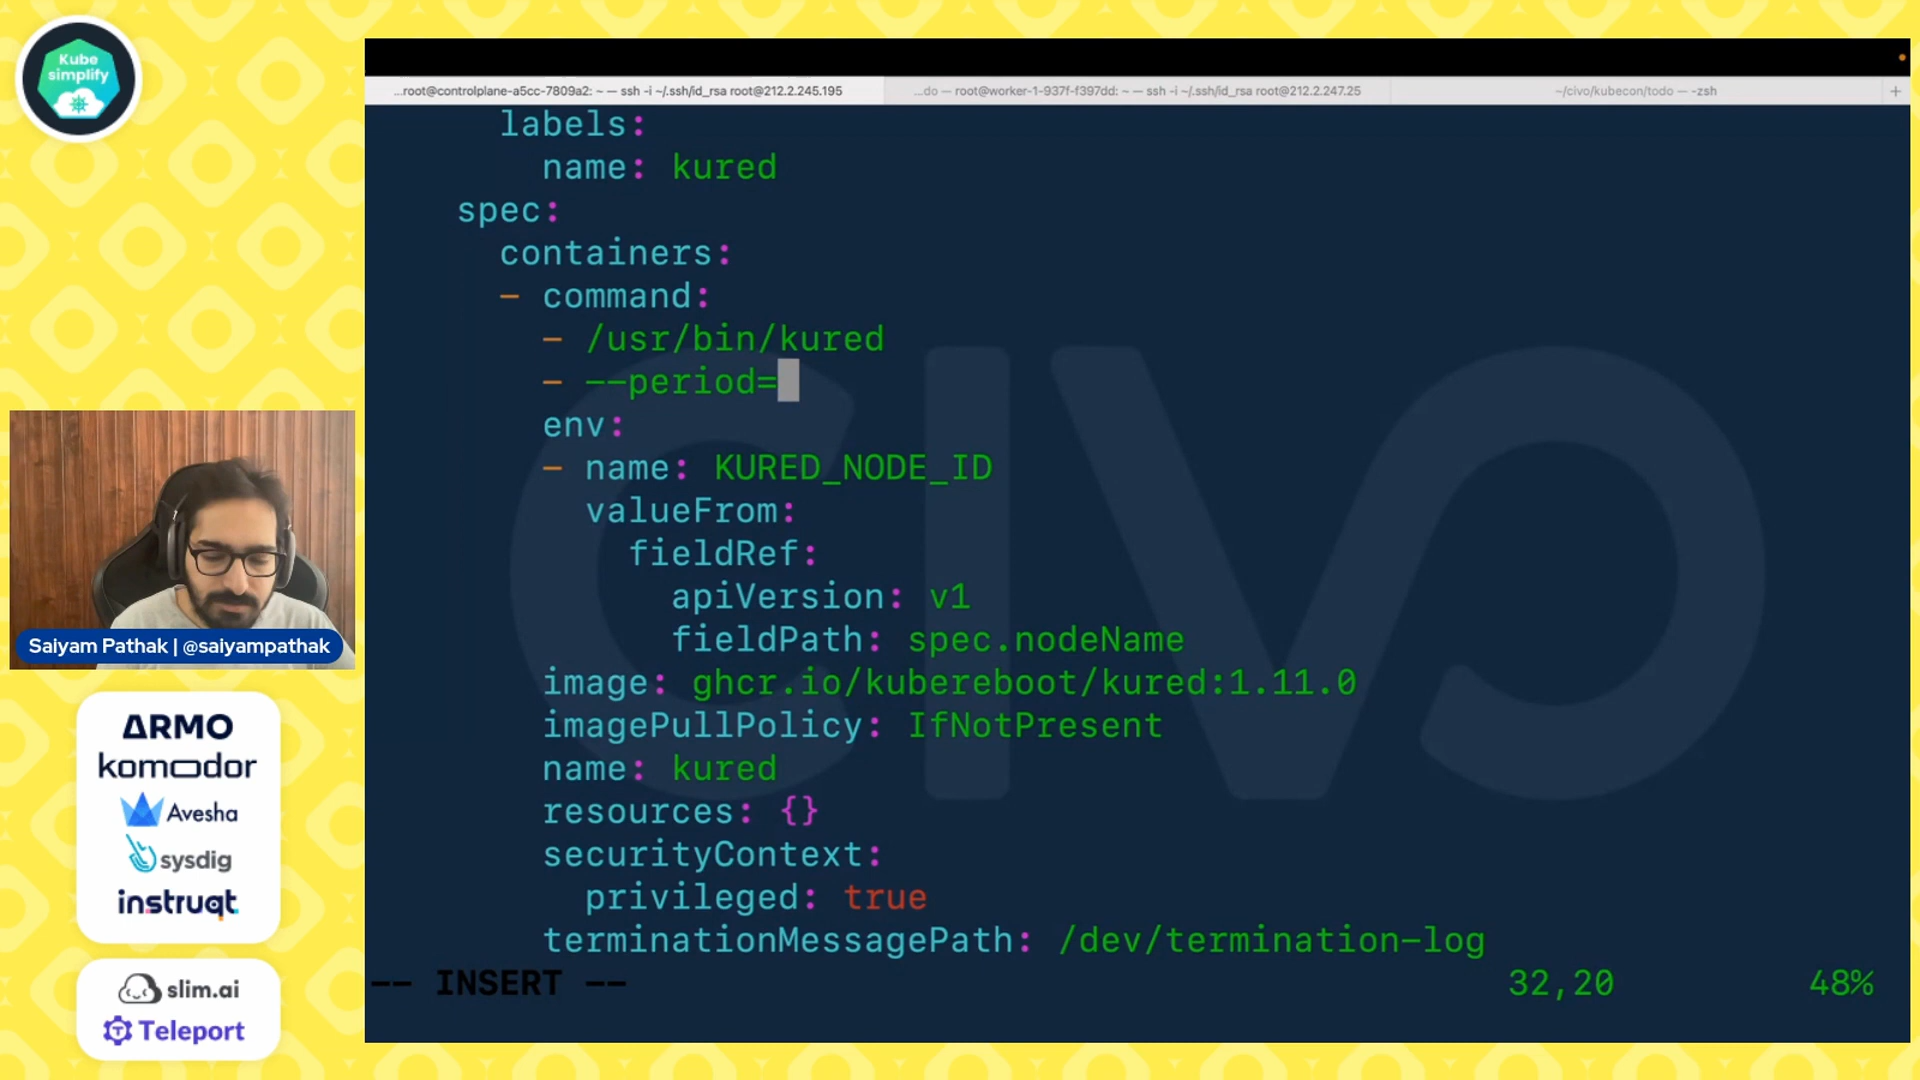 Kube
simplify
...root@controlplane-a5cc-7809a2: ~ — ssh -i ~/.ssh/id_rsa root@212.2.245.195
...do — root@worker-1-937f-f397dd: ~ — ssh -i ~/.ssh/id_rsa root@212.2.247.25
~/civo/kubecon/todo — -zsh
+
labels:
name: kured
spec:
containers:
- command:
- /usr/bin/kured
- --period=
env:
- name: KURED_NODE_ID
valueFrom:
fieldRef:
apiVersion: v1
fieldPath: spec.nodeName
image: ghcr.io/kubereboot/kured:1.11.0
imagePullPolicy: IfNotPresent
name: kured
resources: {}
securityContext:
privileged: true
terminationMessagePath: /dev/termination-log
-- INSERT --
32,20
48%
CIVO
Saiyam Pathak | @saiyampathak
ARMO
komodor
Avesha
sysdig
instruqt
slim.ai
Teleport